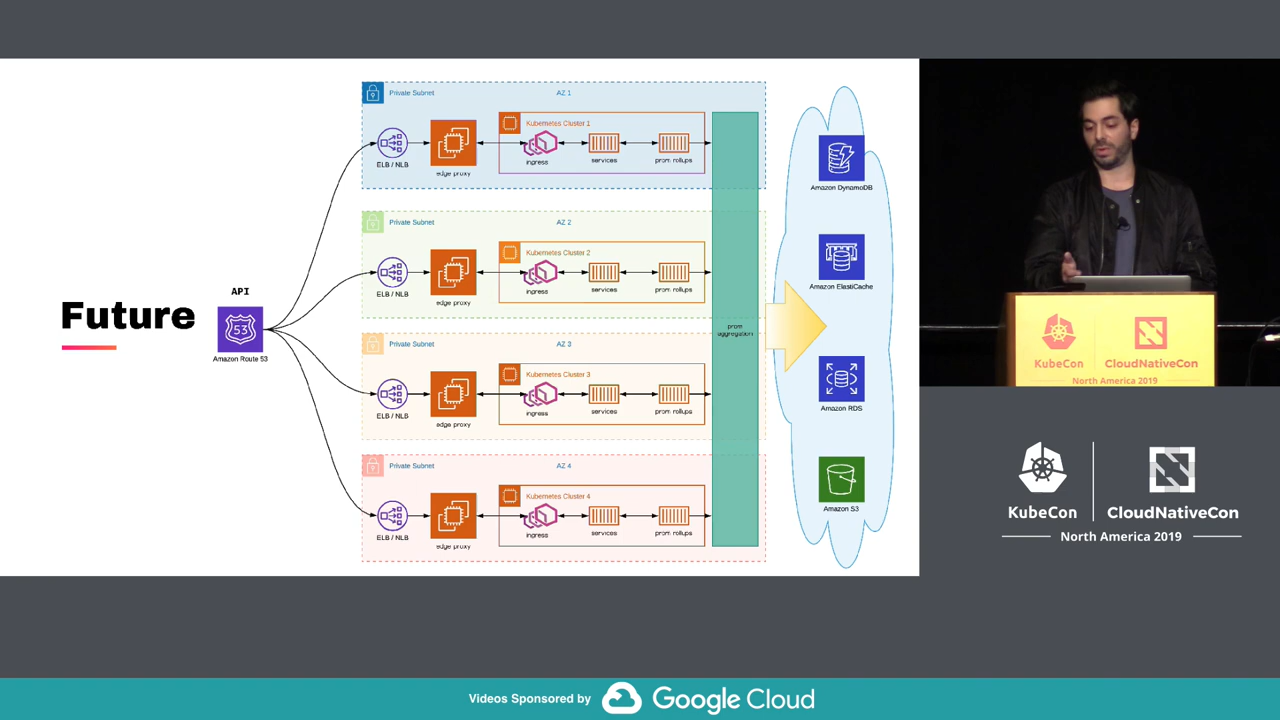 Future
API
53
Amazon Route 53
Private Subnet
AZ 1
ELB / NLB
edge proxy
Kubernetes Cluster 1
ingress
services
prom rollups
Private Subnet
AZ 2
ELB / NLB
edge proxy
Kubernetes Cluster 2
ingress
services
prom rollups
Private Subnet
AZ 3
ELB / NLB
edge proxy
Kubernetes Cluster 3
ingress
services
prom rollups
Private Subnet
AZ 4
ELB / NLB
edge proxy
Kubernetes Cluster 4
ingress
services
prom rollups
prom
aggregation
Amazon DynamoDB
Amazon ElastiCache
Amazon RDS
Amazon S3
KubeCon
CloudNativeCon
North America 2019
KubeCon
CloudNativeCon
North America 2019
Videos Sponsored by
Google Cloud